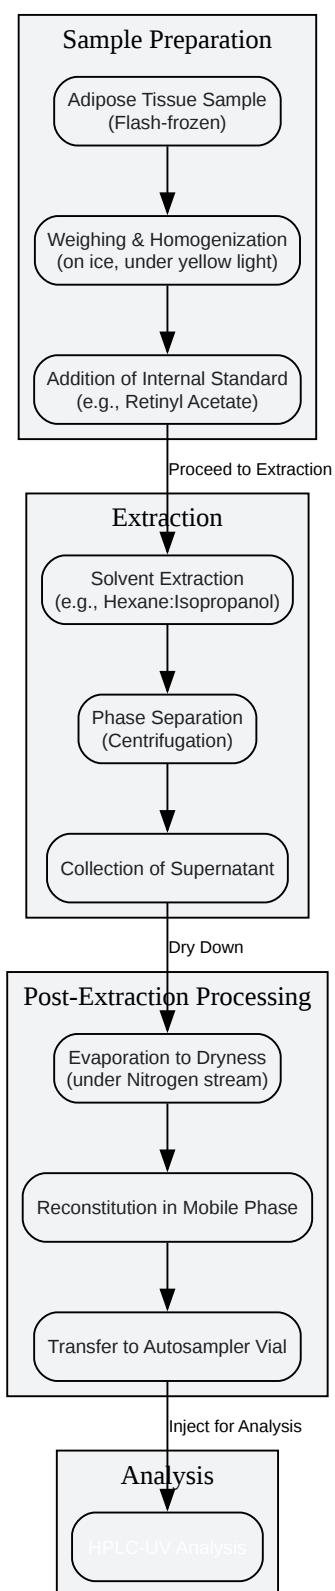 Sample Preparation
Adipose Tissue Sample
(Flash-frozen)
Weighing & Homogenization
(on ice, under yellow light)
Addition of Internal Standard
(e.g., Retinyl Acetate)
Proceed to Extraction
Extraction
Solvent Extraction
(e.g., Hexane:Isopropanol)
Phase Separation
(Centrifugation)
Collection of Supernatant
Dry Down
Post-Extraction Processing
Evaporation to Dryness
(under Nitrogen stream)
Reconstitution in Mobile Phase
Transfer to Autosampler Vial
Inject for Analysis
Analysis
HPLC-UV Analysis